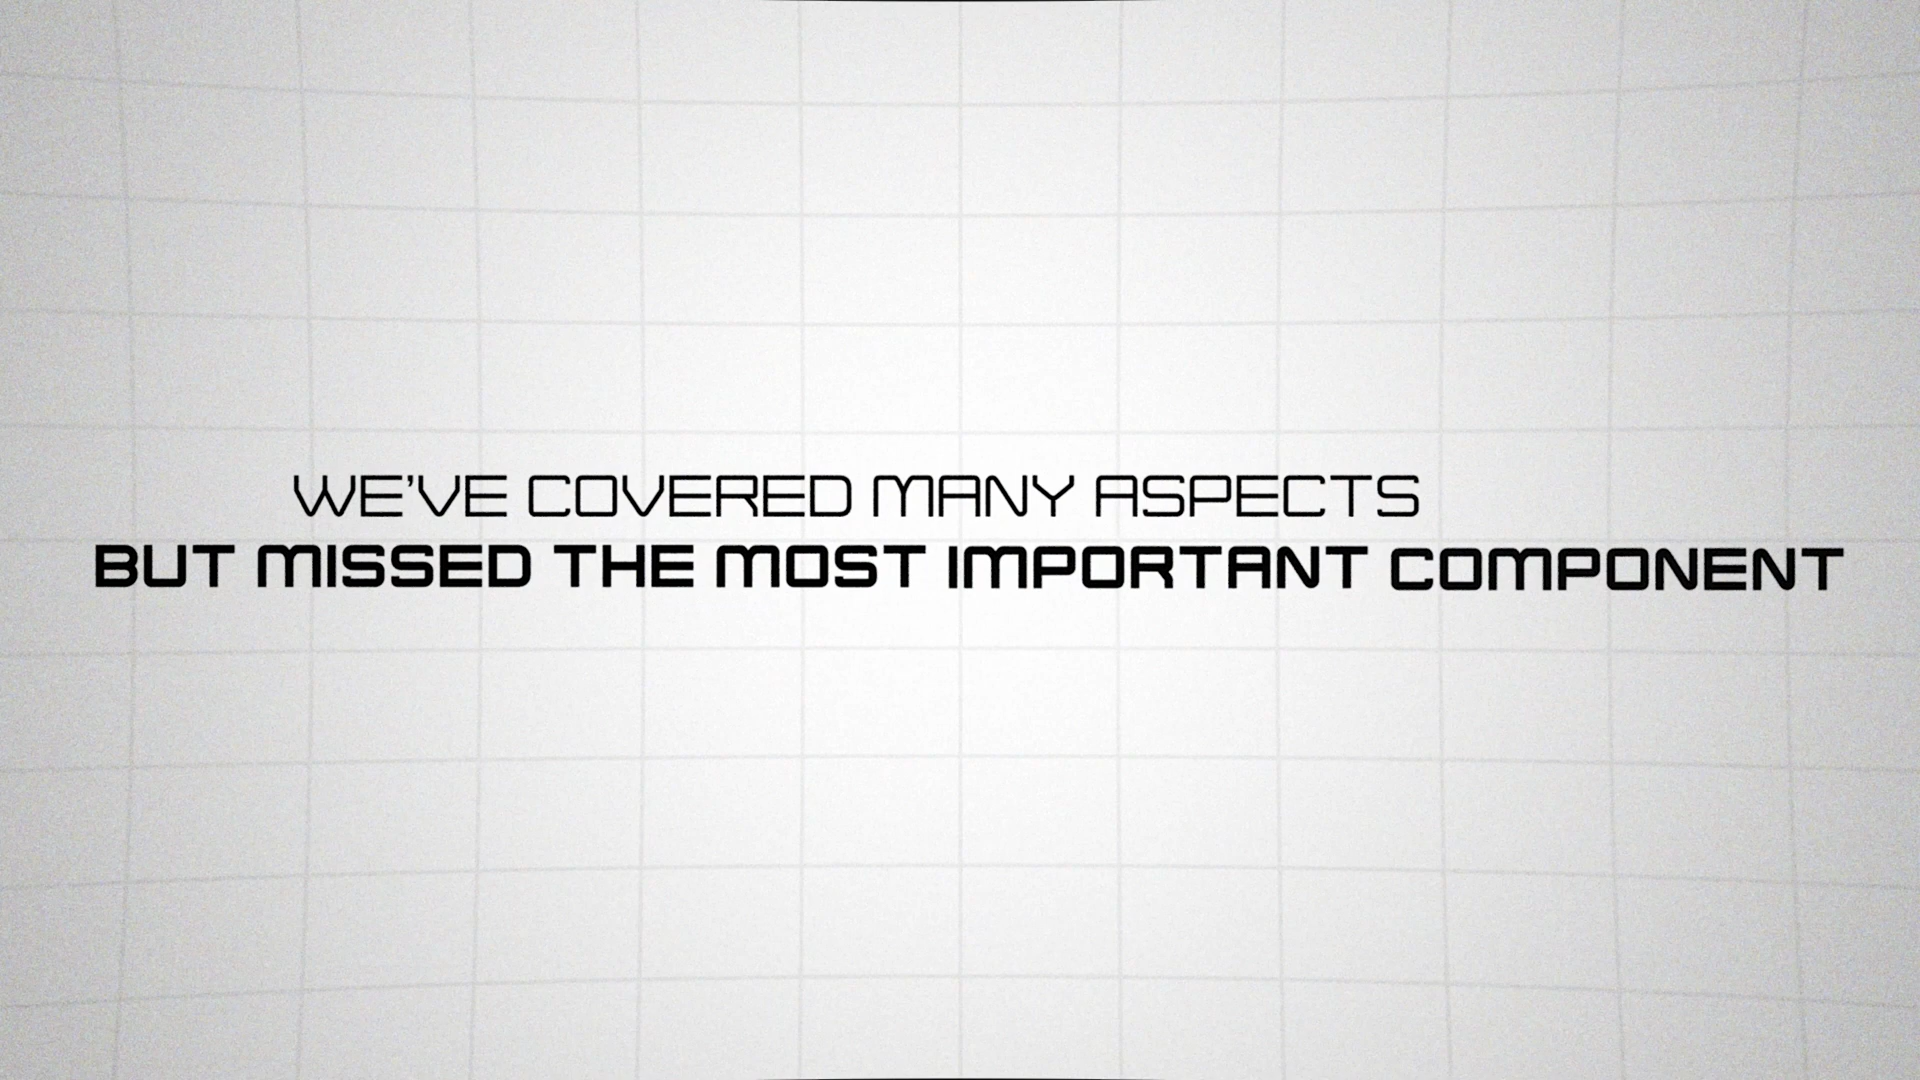 WE'VE COVERED MANY ASPECTS
BUT MISSED THE MOST IMPORTANT COMPONENT